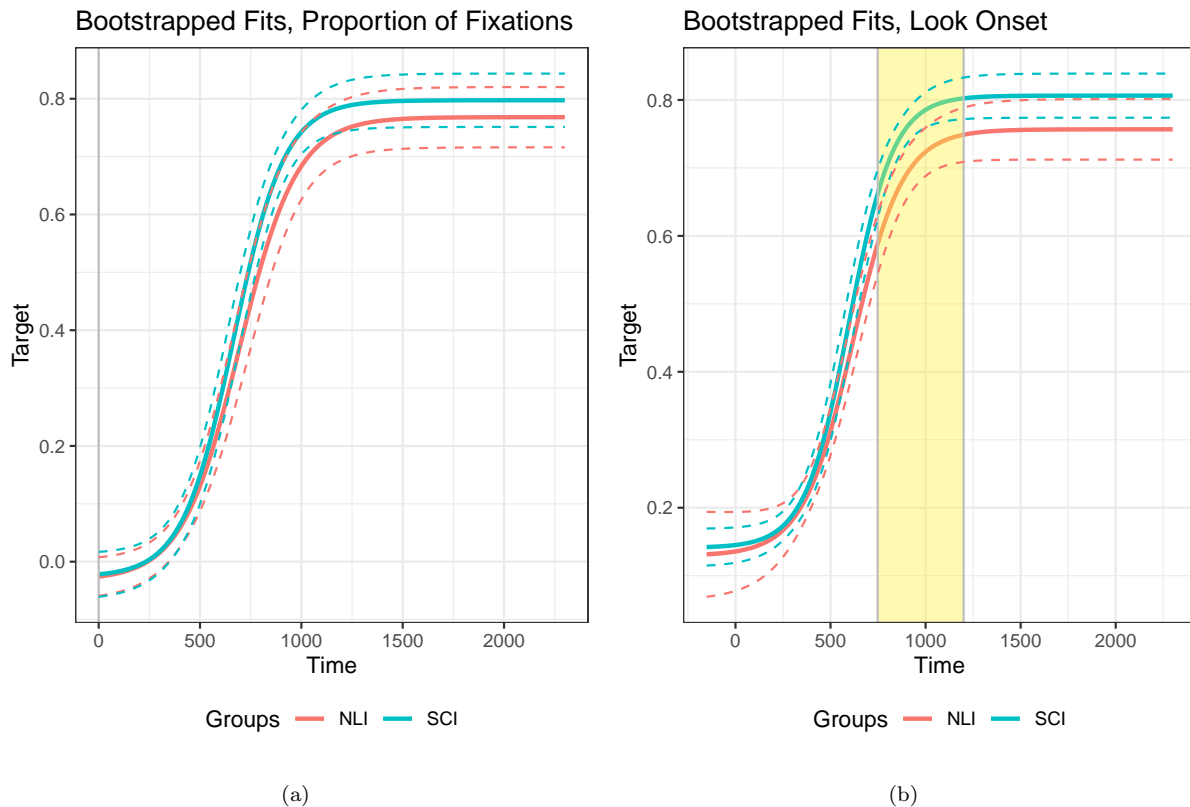 Bootstrapped Fits, Proportion of Fixations
Target
0.8
0.6
0.4
0.2
0.0
0 500 1000 1500 2000
Time
Groups NLI SCI
(a)
Bootstrapped Fits, Look Onset
Target
0.8
0.6
0.4
0.2
0 500 1000 1500 2000
Time
Groups NLI SCI
(b)